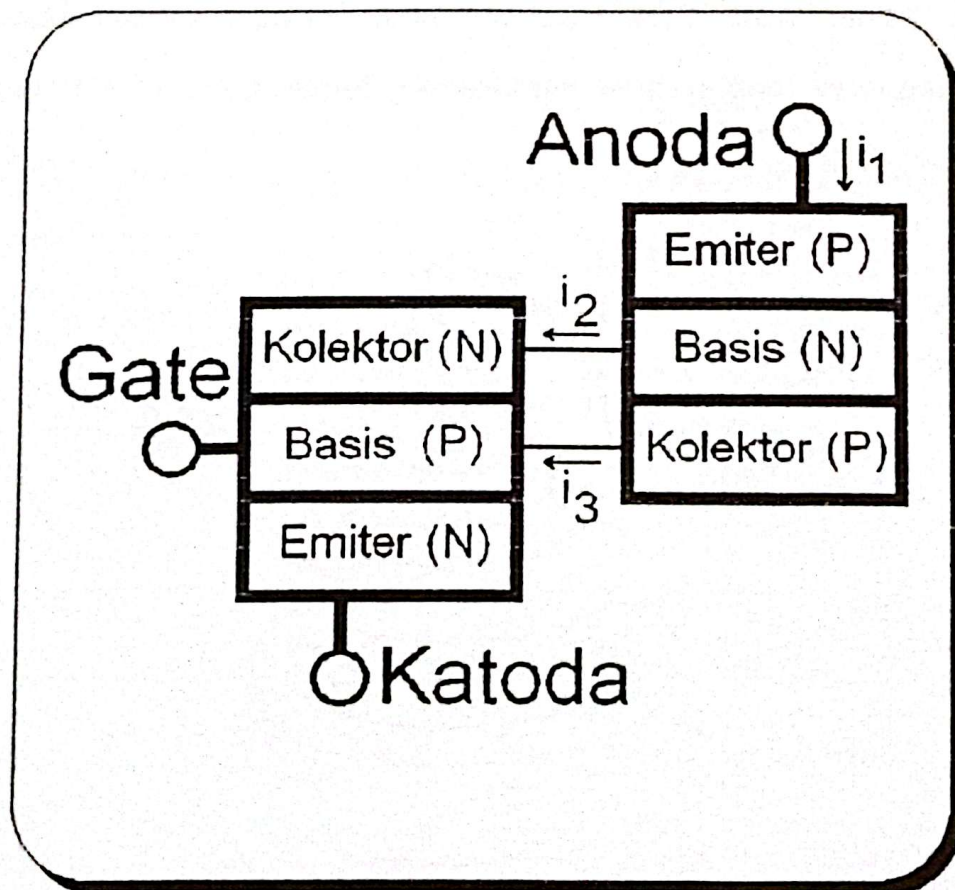 Anoda
i1
Emiter (P)
i2
Kolektor (N)
Basis (N)
Gate
Basis (P)
Kolektor (P)
i3
Emiter (N)
Katoda